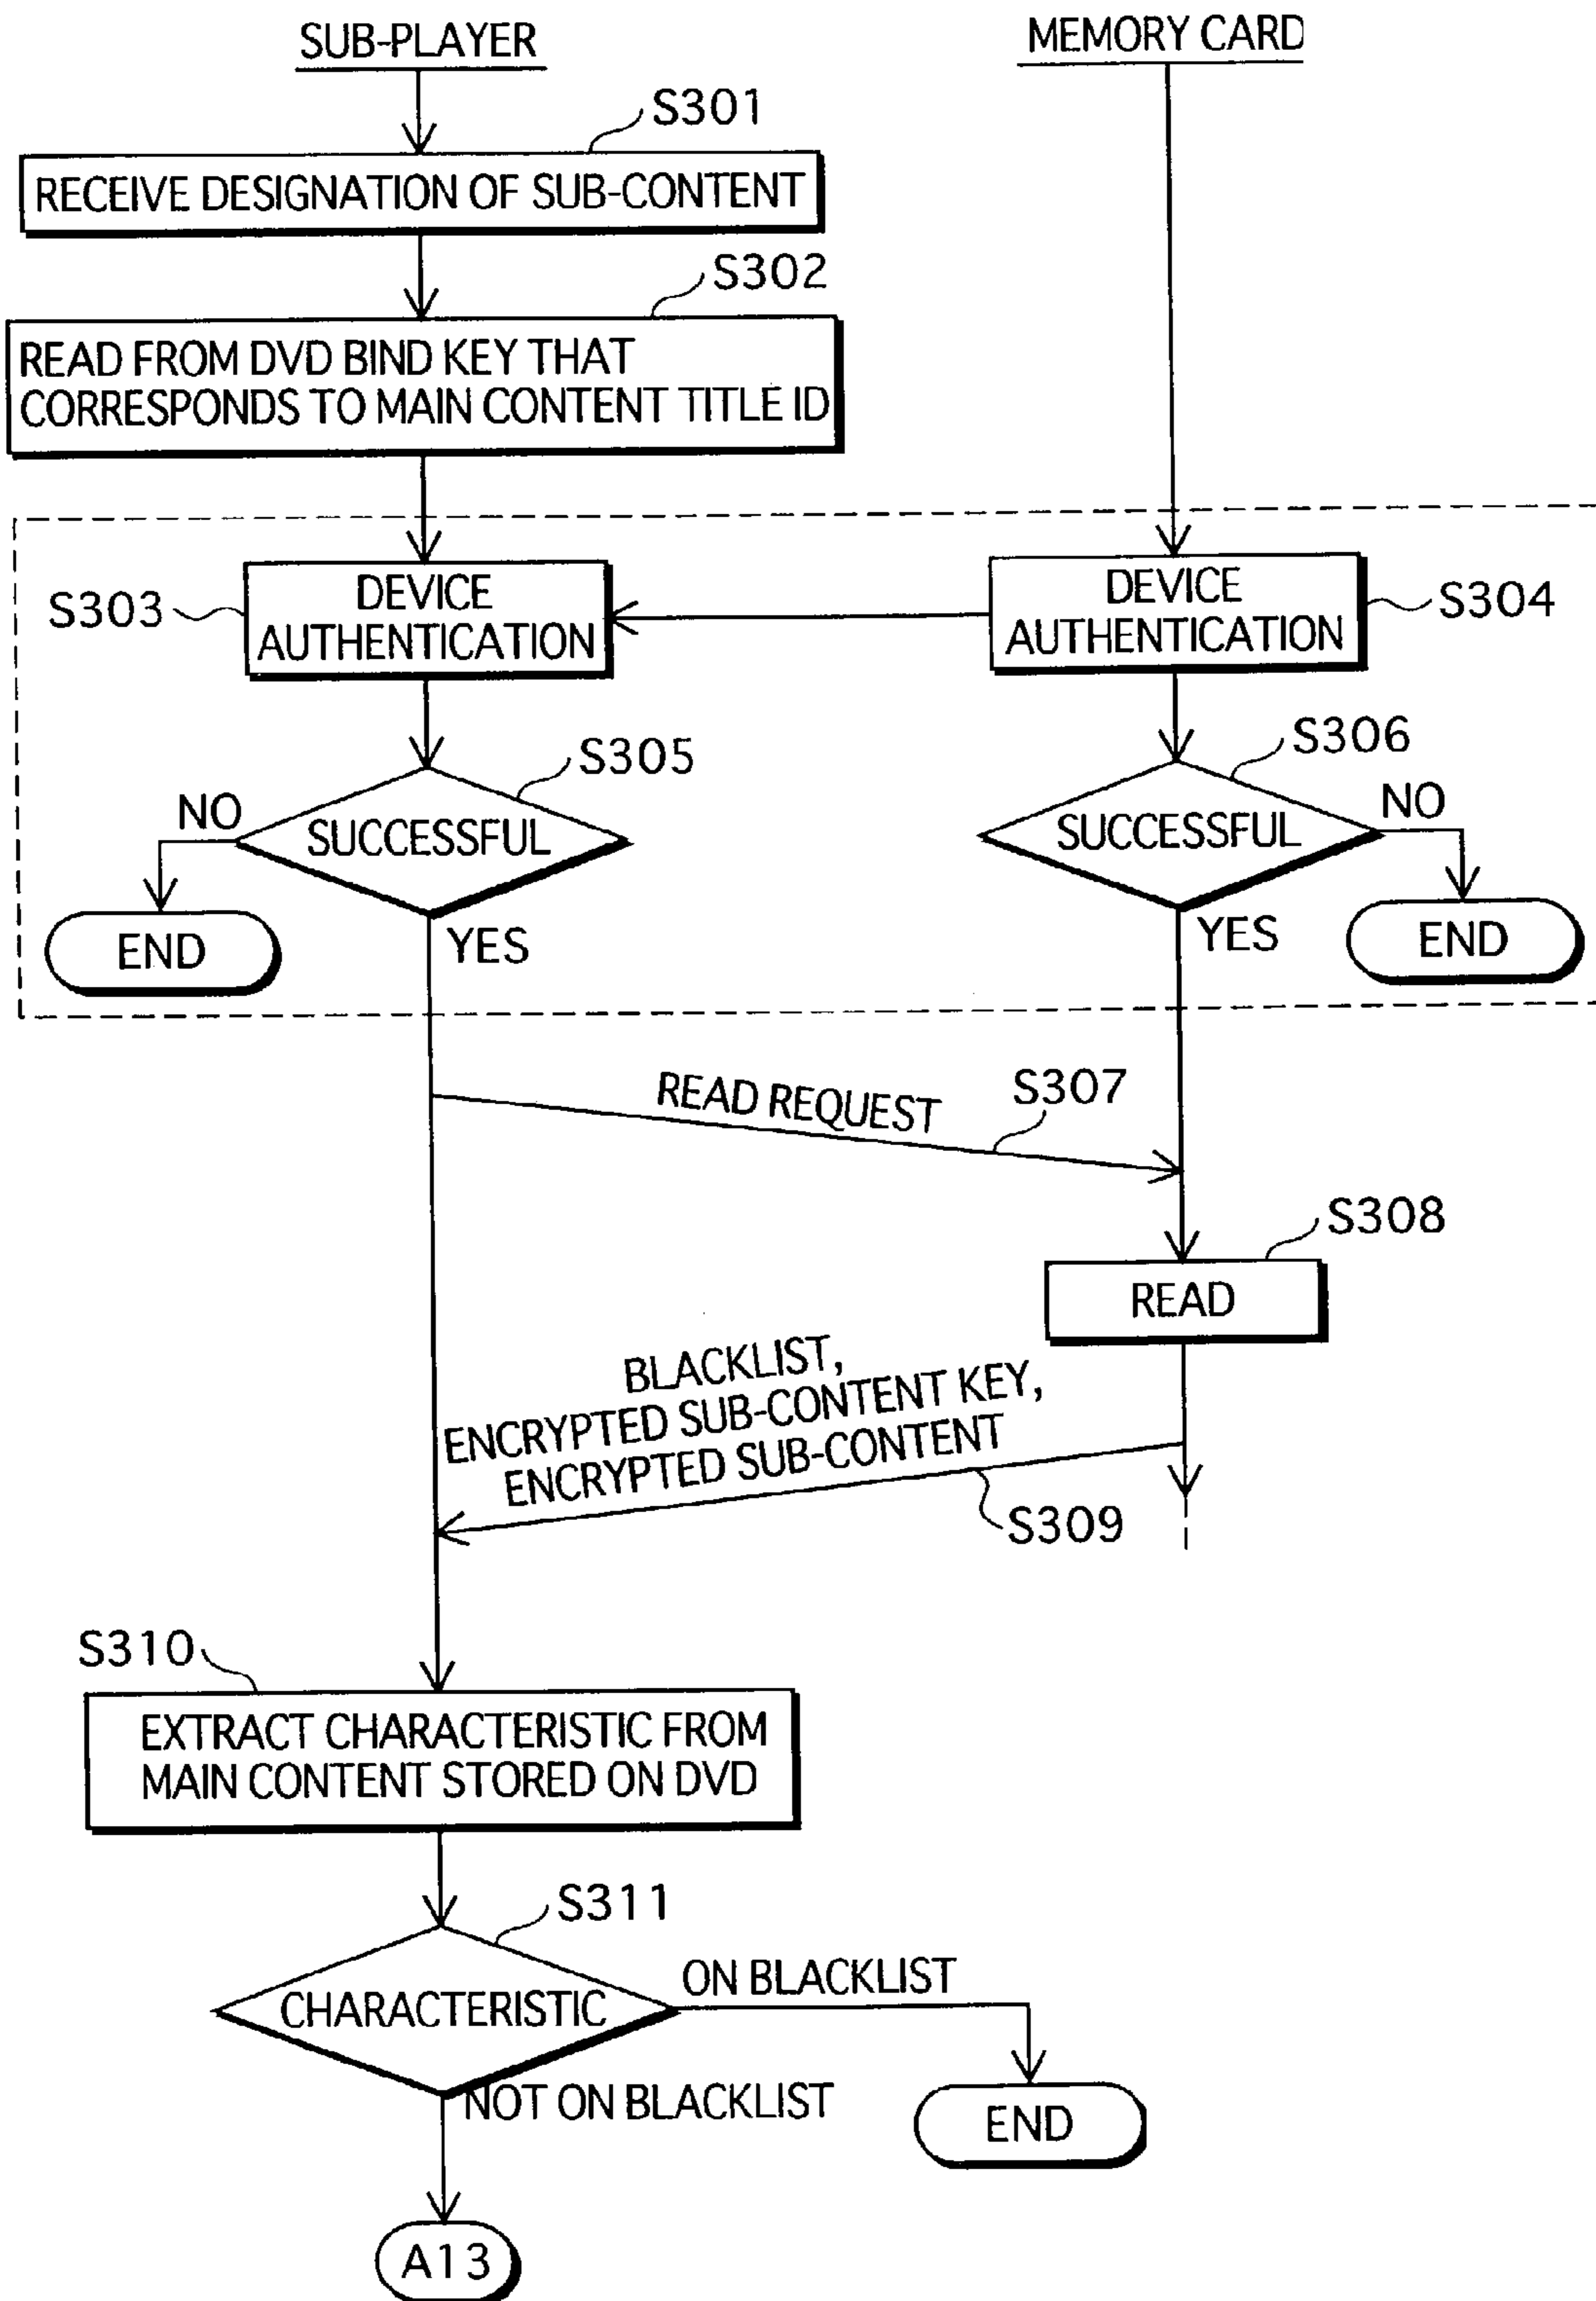 SUB-PLAYER
MEMORY CARD
S301
RECEIVE DESIGNATION OF SUB-CONTENT
S302
READ FROM DVD BIND KEY THAT
CORRESPONDS TO MAIN CONTENT TITLE ID
S303
DEVICE
AUTHENTICATION
DEVICE
AUTHENTICATION
S304
S305
NO
SUCCESSFUL
END
YES
S306
SUCCESSFUL
NO
YES
END
READ REQUEST
S307
S308
READ
BLACKLIST,
ENCRYPTED SUB-CONTENT KEY,
ENCRYPTED SUB-CONTENT
S309
S310
EXTRACT CHARACTERISTIC FROM
MAIN CONTENT STORED ON DVD
S311
CHARACTERISTIC
ON BLACKLIST
NOT ON BLACKLIST
END
A13